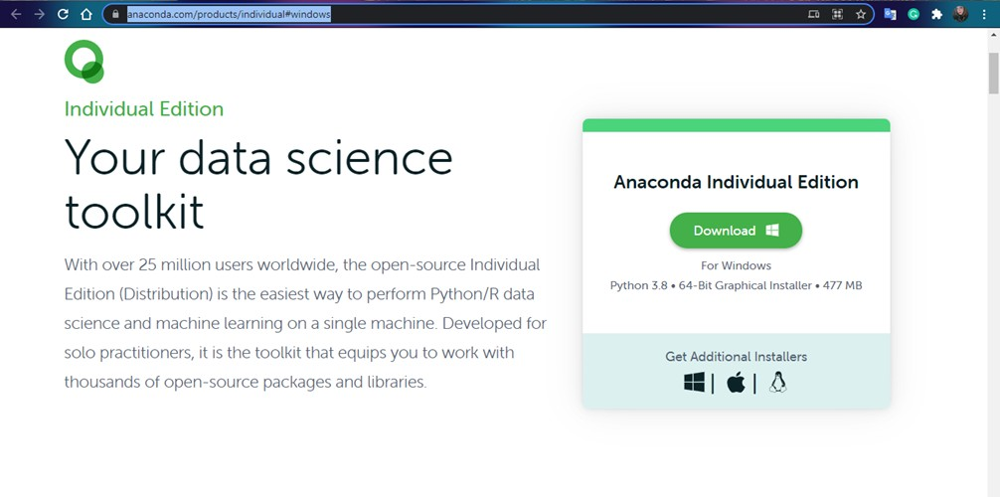 anaconda.com/products/individual#windows
Individual Edition
Your data science
toolkit
With over 25 million users worldwide, the open-source Individual
Edition (Distribution) is the easiest way to perform Python/R data
science and machine learning on a single machine. Developed for
solo practitioners, it is the toolkit that equips you to work with
thousands of open-source packages and libraries.
Anaconda Individual Edition
Download
For Windows
Python 3.8 • 64-Bit Graphical Installer • 477 MB
Get Additional Installers